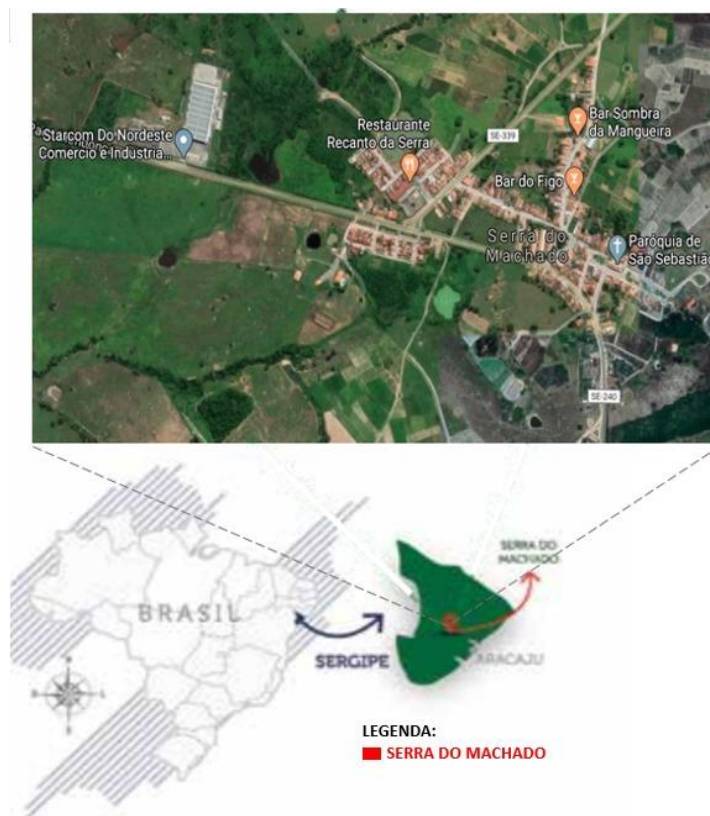 Starcom Do Nordeste
Comercio e Industria...
Restaurante
Recanto da Serra
SE-339
Bar Sombra
da Mangueira
Bar do Figo
Serra do
Machado
Paróquia de
São Sebastião
SE-240
SERRA DO
MACHADO
BRASIL
SERGIPE
ARACAJU
LEGENDA:
SERRA DO MACHADO